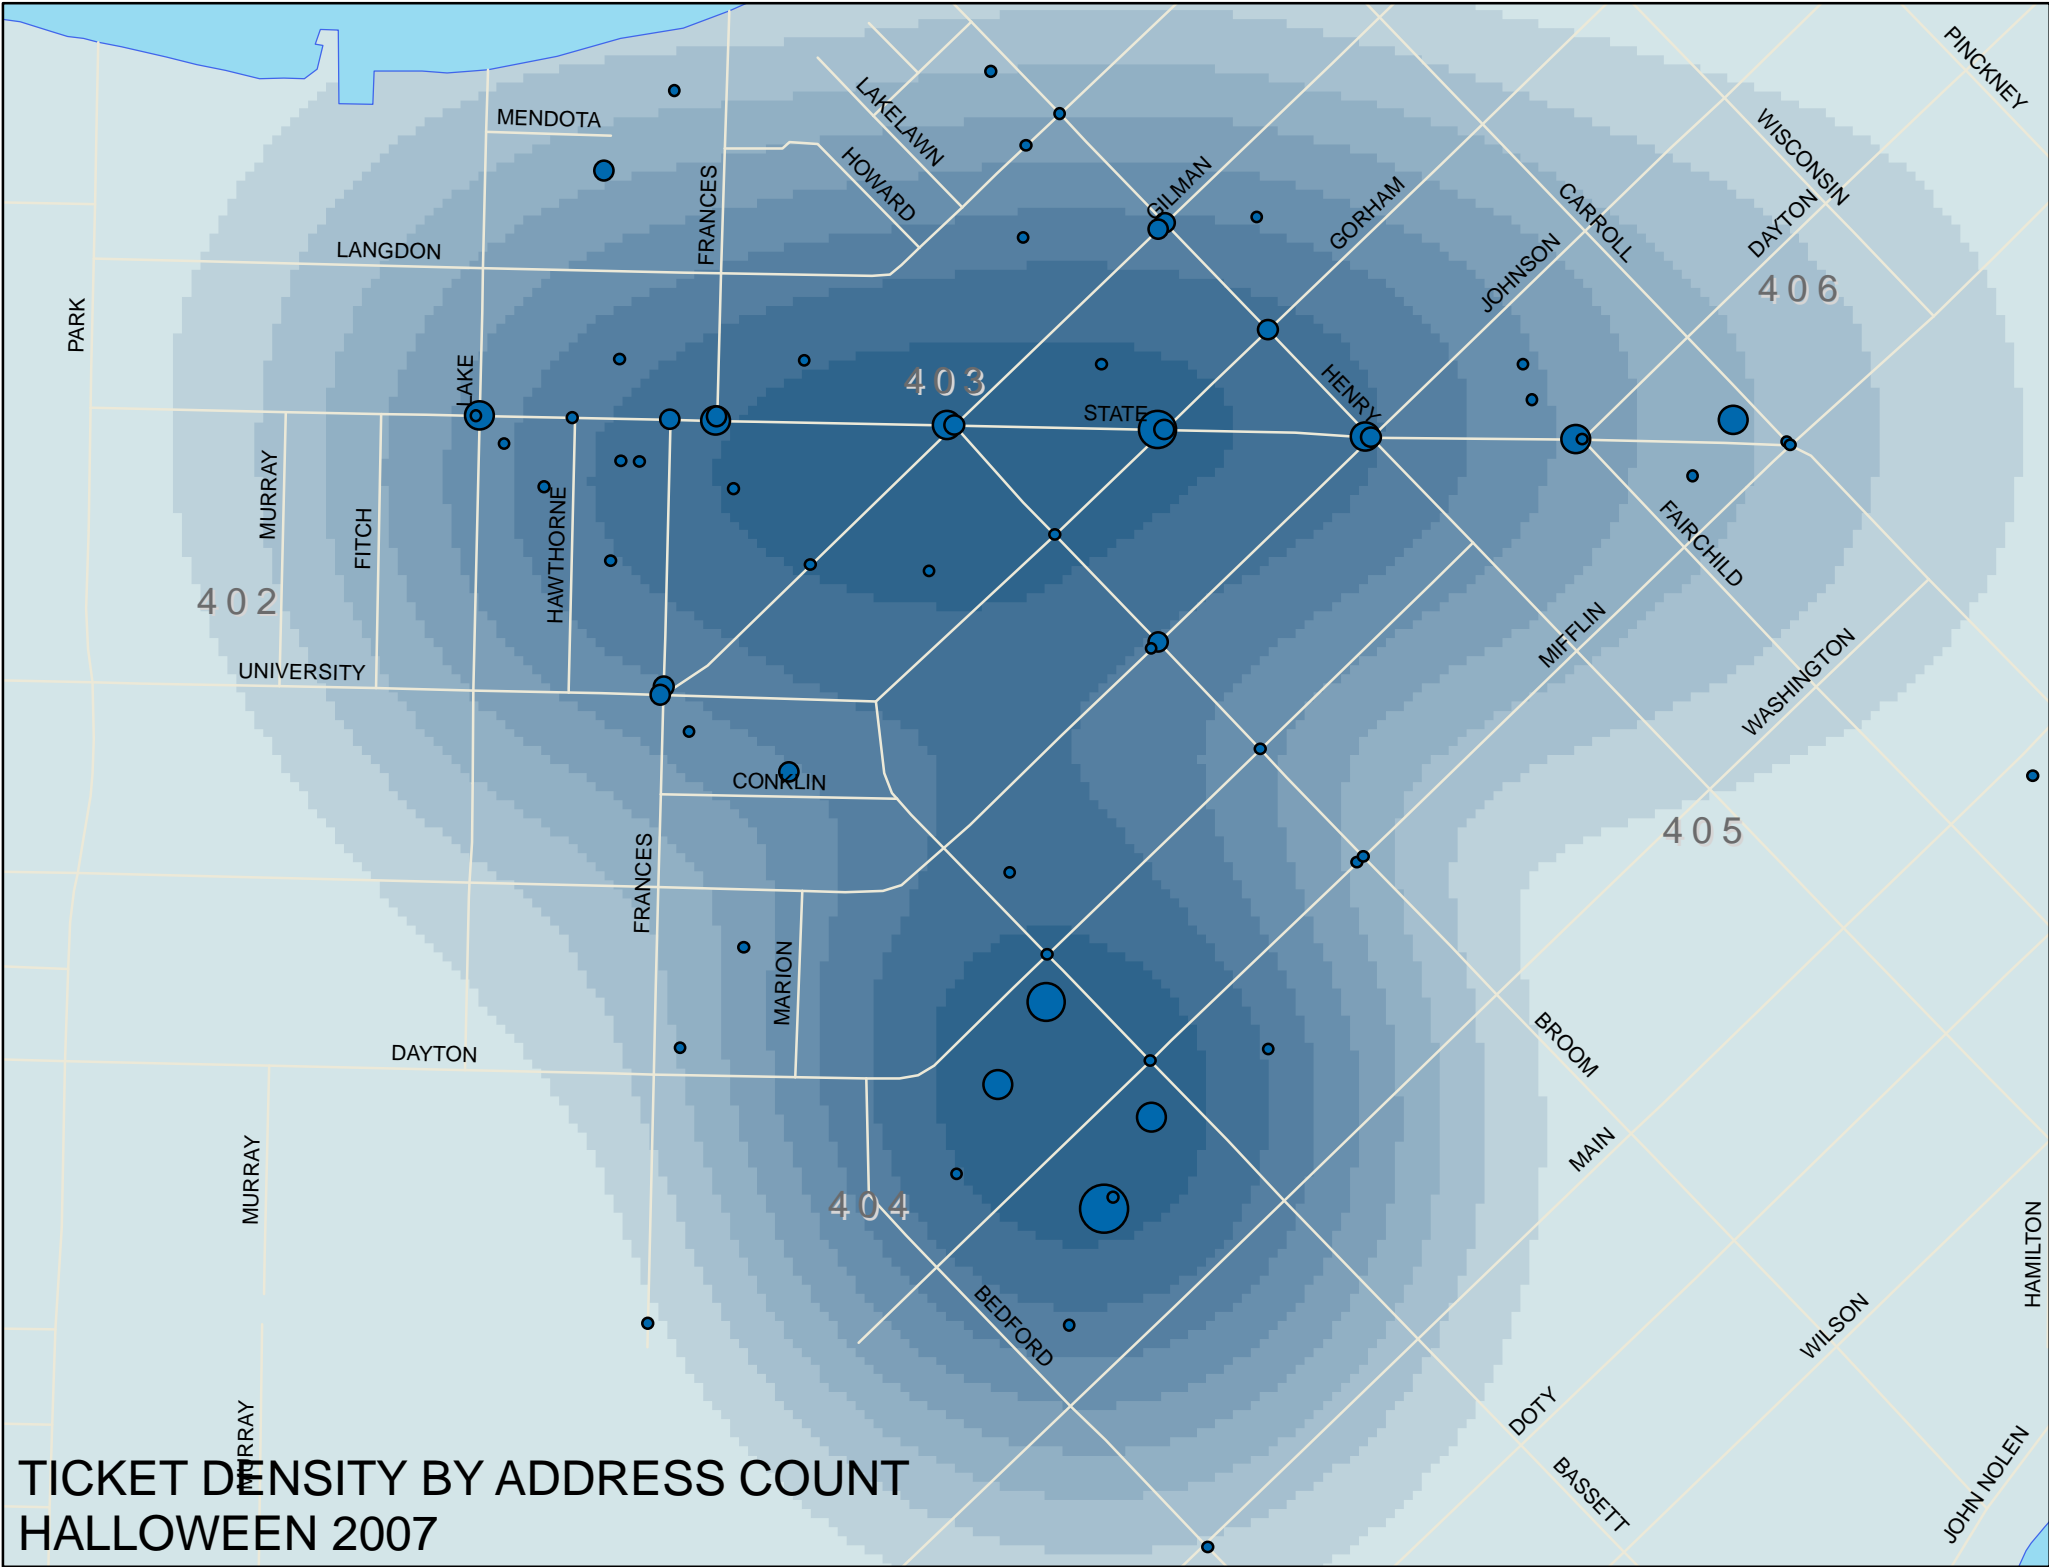 PINCKNEY
MENDOTA
LAKELAWN
WISCONSIN
HOWARD
FRANCES
GILMAN
GORHAM
CARROLL
DAYTON
LANGDON
JOHNSON
406
PARK
LAKE
403
HENRY
STATE
MURRAY
FITCH
HAWTHORNE
FAIRCHILD
402
MIFFLIN
UNIVERSITY
WASHINGTON
CONKLIN
405
FRANCES
MARION
DAYTON
BROOM
MURRAY
MAIN
404
HAMILTON
BEDFORD
WILSON
DOTY
MURRAY
BASSETT
JOHN NOLEN
TICKET DENSITY BY ADDRESS COUNT
HALLOWEEN 2007